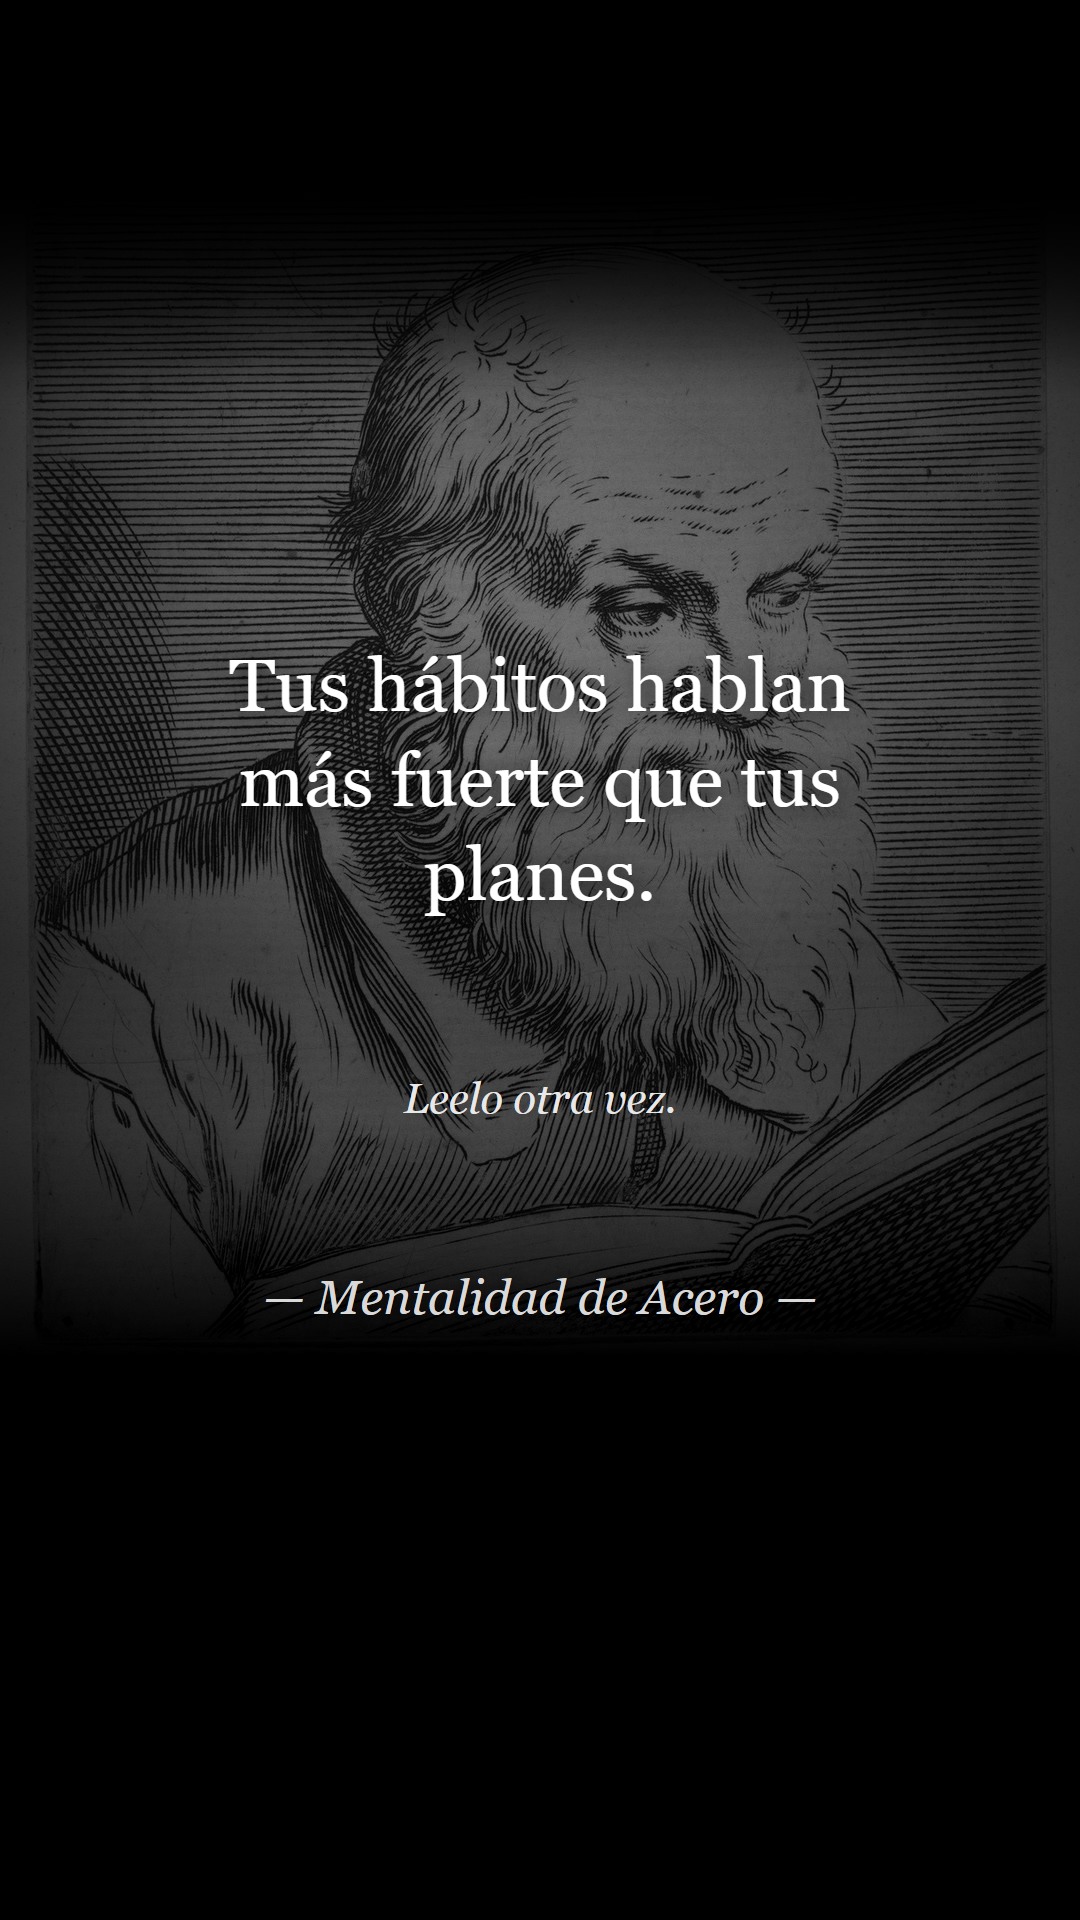 Tus hábitos hablan
más fuerte que tus
planes.
Leelo otra vez.
— Mentalidad de Acero —